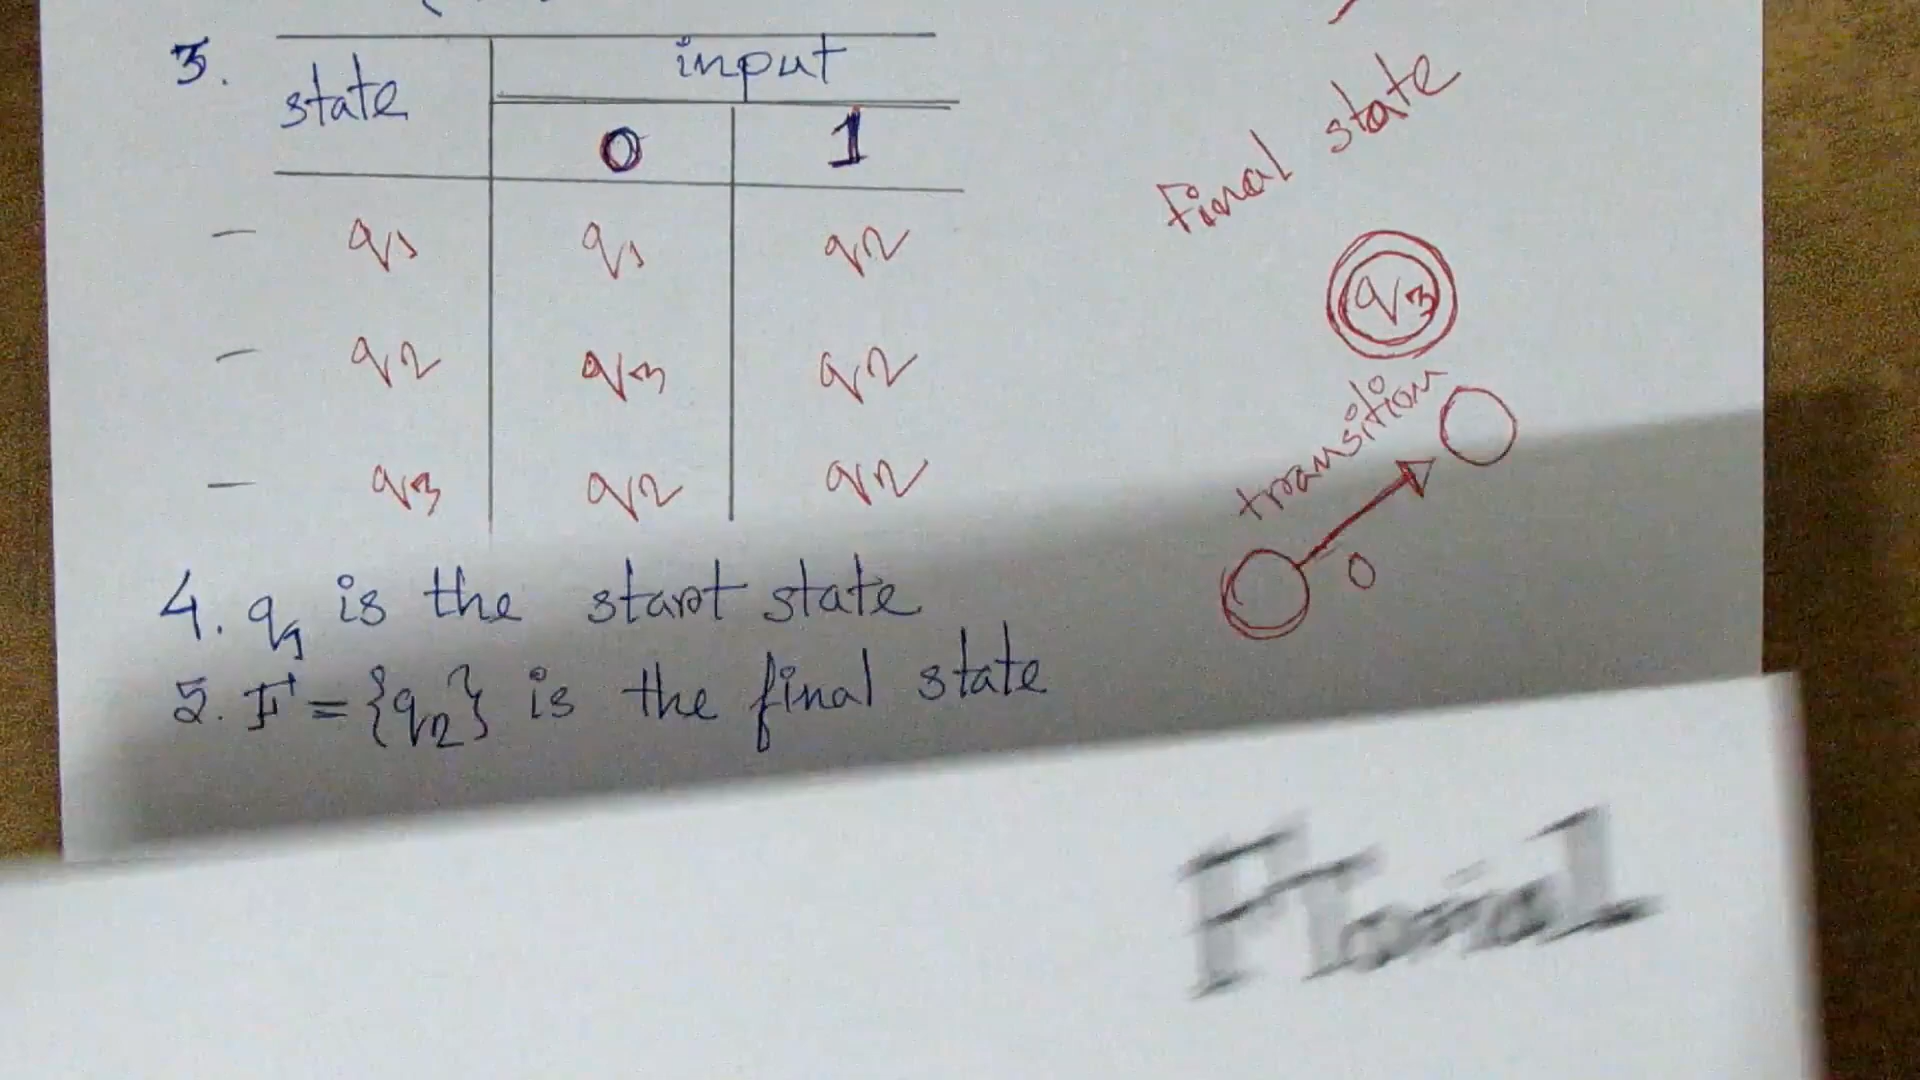 3.
state input
0 1
- q1 q1 q2
- q2 q3 q2
- q3 q2 q2
4. q1 is the start state
5. F = {q2} is the final state
Final state
q3
transition
0